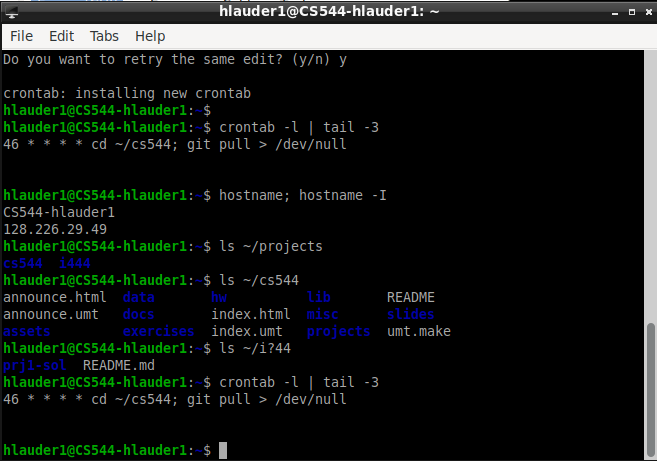 hlauder1@CS544-hlauder1: ~
File Edit Tabs Help
Do you want to retry the same edit? (y/n) y
crontab: installing new crontab
hlauder1@CS544-hlauder1:~$
hlauder1@CS544-hlauder1:~$ crontab -l | tail -3
46 * * * * cd ~/cs544; git pull > /dev/null
hlauder1@CS544-hlauder1:~$ hostname; hostname -I
CS544-hlauder1
128.226.29.49
hlauder1@CS544-hlauder1:~$ ls ~/projects
cs544 i444
hlauder1@CS544-hlauder1:~$ ls ~/cs544
announce.html data hw lib README
announce.umt docs index.html misc slides
assets exercises index.umt projects umt.make
hlauder1@CS544-hlauder1:~$ ls ~/i?44
prj1-sol README.md
hlauder1@CS544-hlauder1:~$ crontab -l | tail -3
46 * * * * cd ~/cs544; git pull > /dev/null
hlauder1@CS544-hlauder1:~$